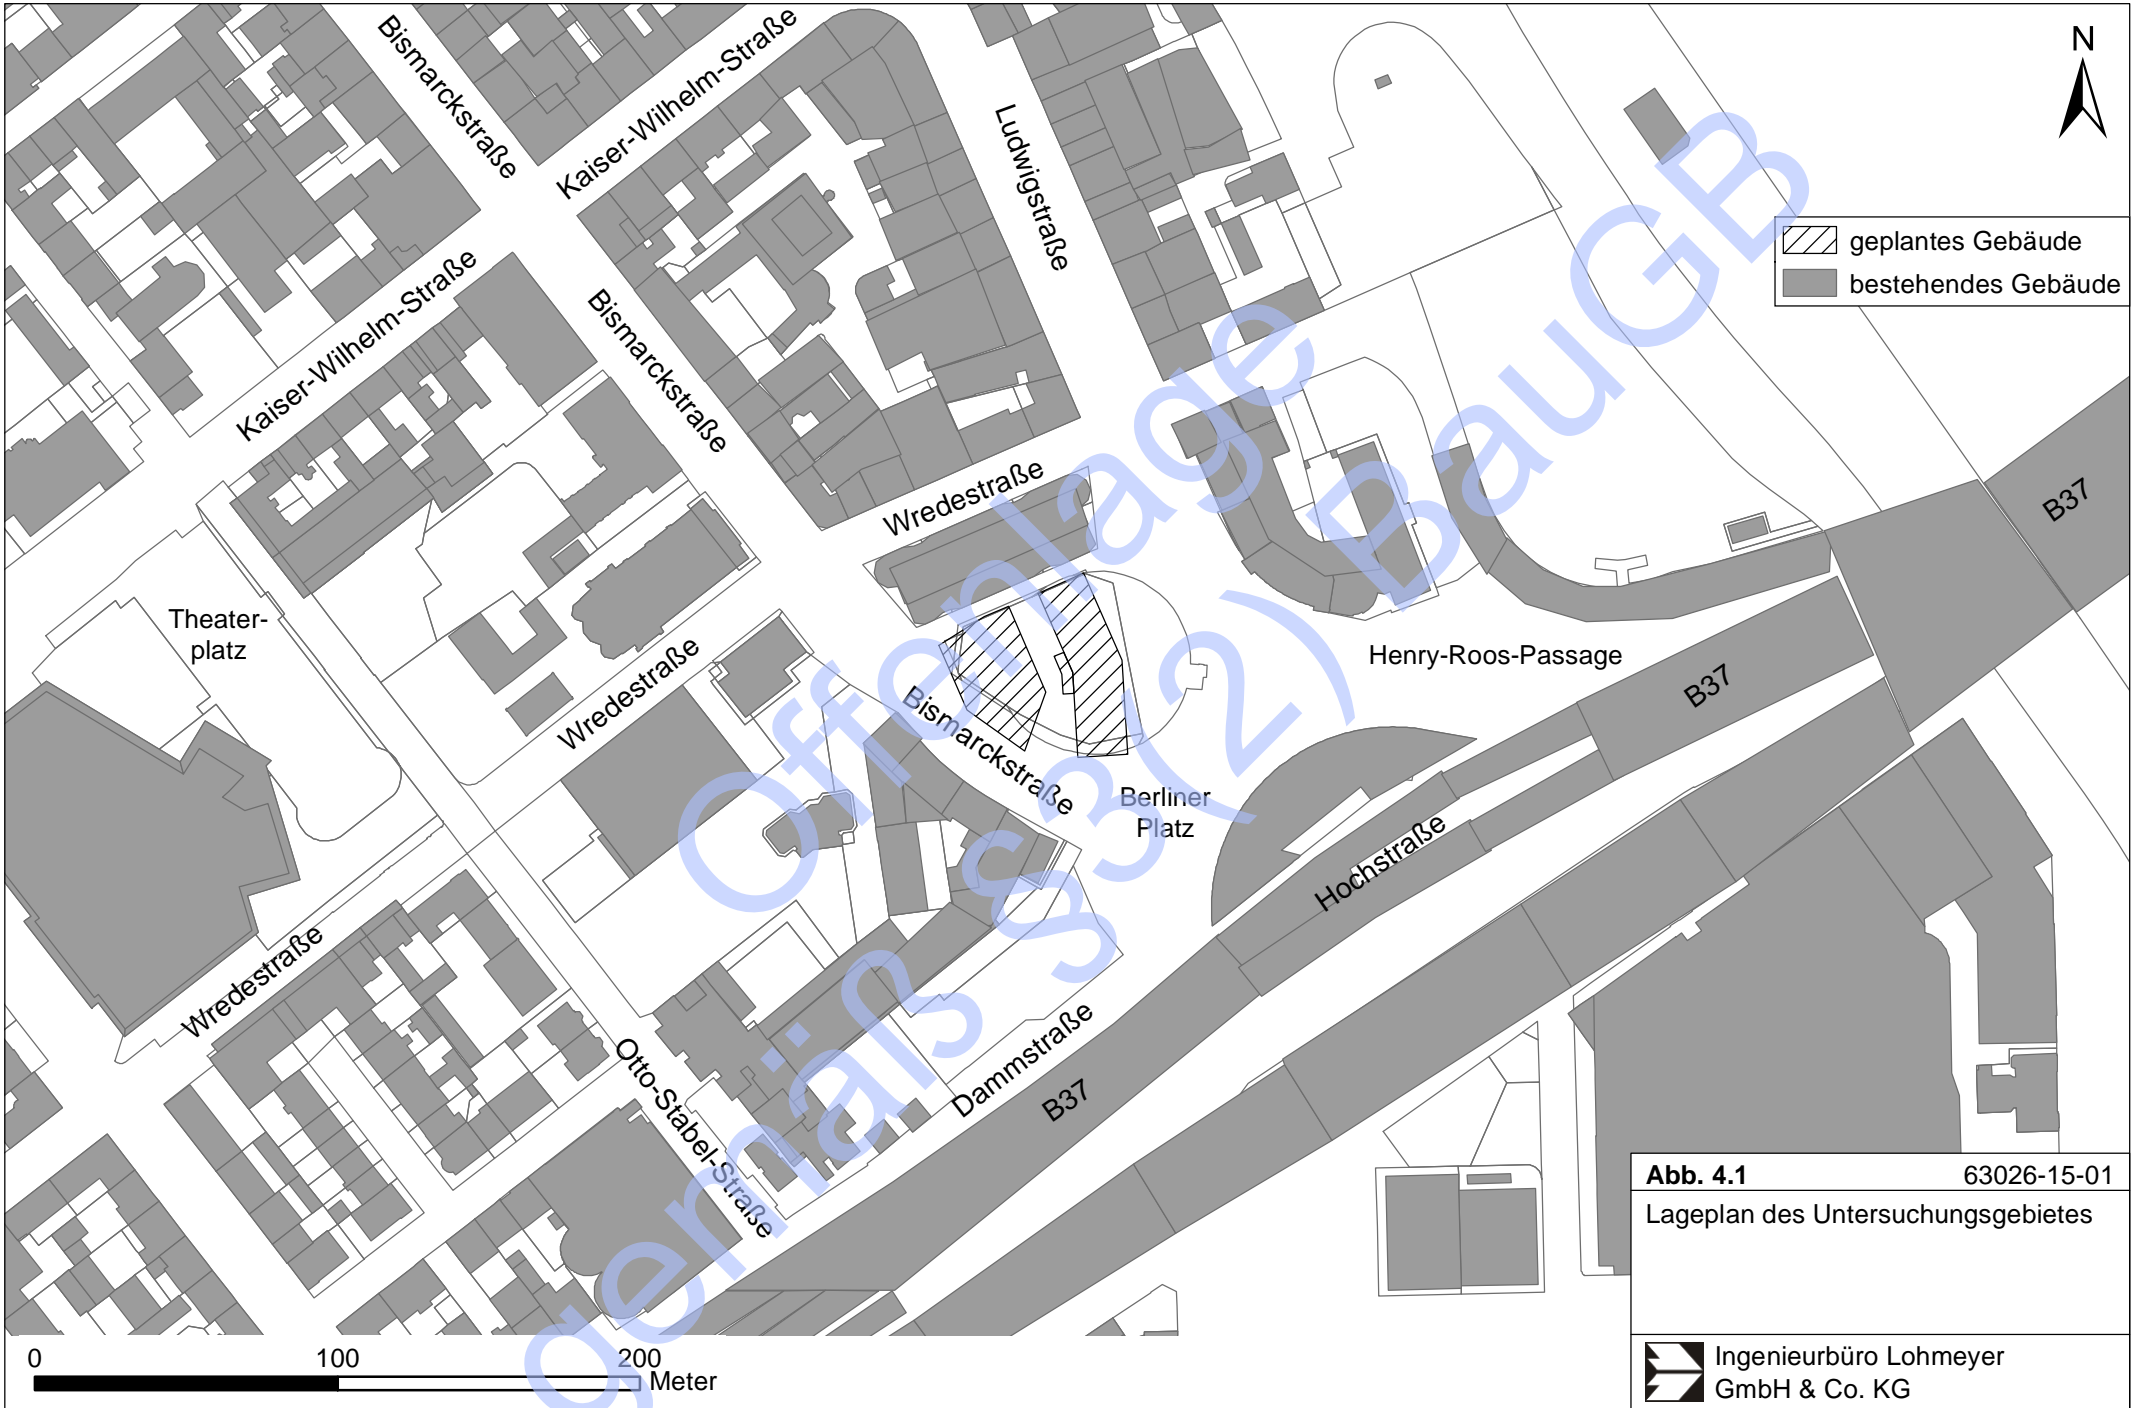 Bismarckstraße
Kaiser-Wilhelm-Straße
Ludwigstraße
N
geplantes Gebäude
bestehendes Gebäude
Kaiser-Wilhelm-Straße
Bismarckstraße
Wredestraße
B37
Theater-
platz
Wredestraße
Henry-Roos-Passage
B37
Bismarckstraße
Berliner
Platz
Hochstraße
Wredestraße
Otto-Stabel-Straße
Dammstraße
B37
Offenlage
gemäß §3(2) BauGB
Abb. 4.1 63026-15-01
Lageplan des Untersuchungsgebietes
0 100 200
Meter
Ingenieurbüro Lohmeyer
GmbH & Co. KG